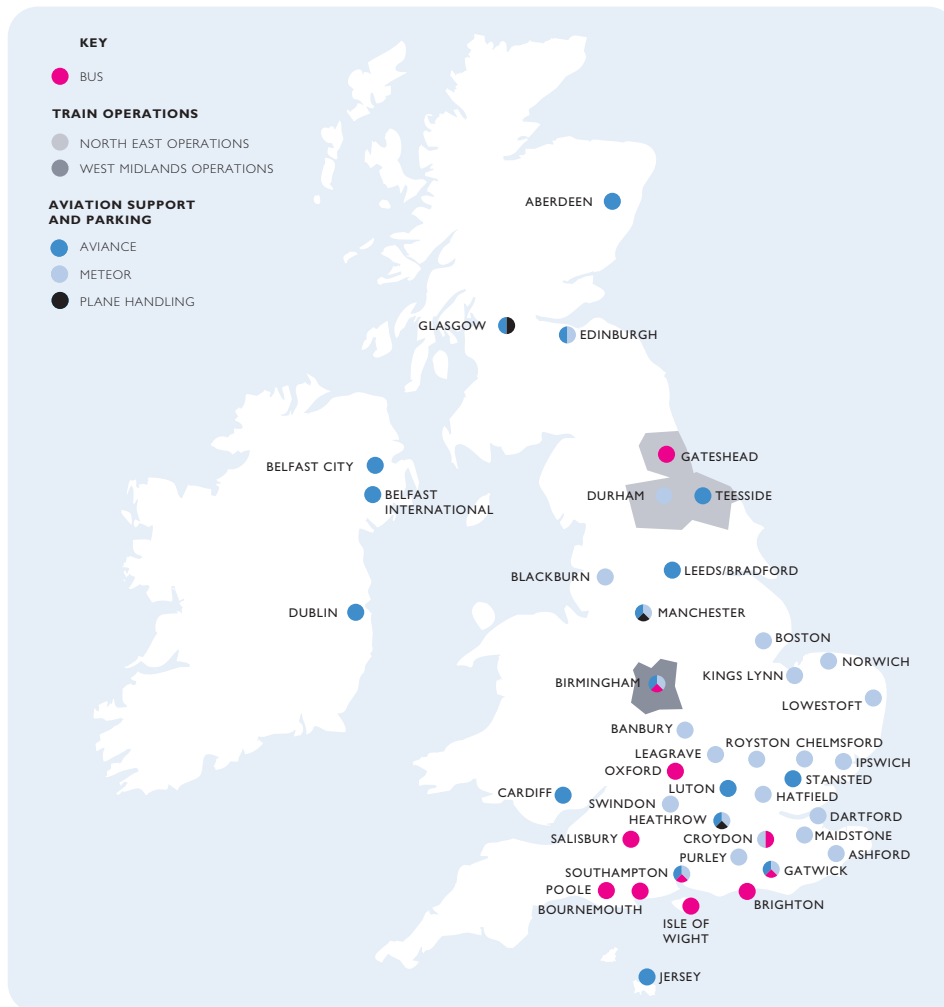 KEY
BUS
TRAIN OPERATIONS
NORTH EAST OPERATIONS
WEST MIDLANDS OPERATIONS
AVIATION SUPPORT
AND PARKING
AVIANCE
METEOR
PLANE HANDLING
ABERDEEN
GLASGOW
EDINBURGH
GATESHEAD
BELFAST CITY
BELFAST
INTERNATIONAL
DURHAM
TEESSIDE
LEEDS/BRADFORD
BLACKBURN
DUBLIN
MANCHESTER
BOSTON
NORWICH
KINGS LYNN
BIRMINGHAM
LOWESTOFT
BANBURY
ROYSTON
CHELMSFORD
LEAGRAVE
IPSWICH
OXFORD
STANSTED
LUTON
CARDIFF
HATFIELD
SWINDON
HEATHROW
DARTFORD
SALISBURY
CROYDON
MAIDSTONE
PURLEY
ASHFORD
SOUTHAMPTON
GATWICK
POOLE
BOURNEMOUTH
BRIGHTON
ISLE OF
WIGHT
JERSEY